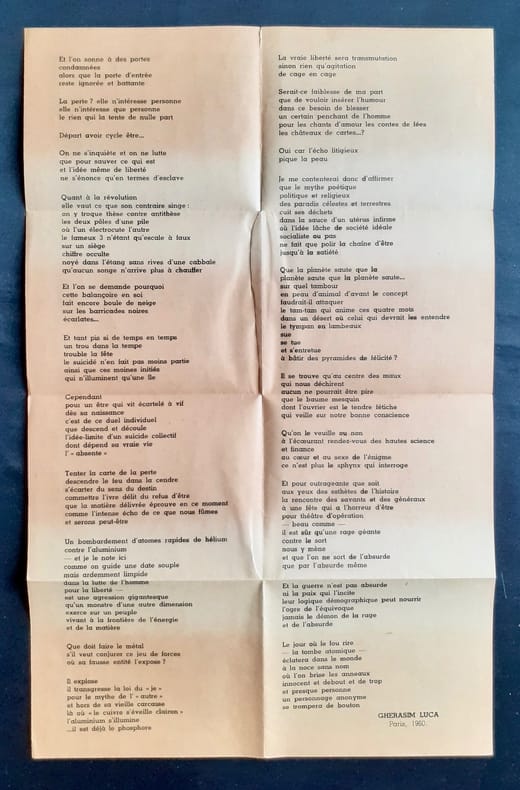 Et l'on sonne à des portes
condamnées
alors que la porte d'entrée
reste ignorée et battante
La perte ? elle n'intéresse personne
elle n'intéresse que personne
le rien qui la tente de nulle part
Départ avoir cycle être...
On ne s'inquiète et on ne lutte
que pour sauver ce qui est
et l'idée même de liberté
ne s'énonce qu'en termes d'esclave
Quant à la révolution
elle vaut ce que son contraire singe :
on y troque thèse contre antithèse
les deux pôles d'une pile
où l'un électrocute l'autre
le fameux 3 n'étant qu'escale à faux
sur un siège
chiffre occulte
noyé dans l'étang sans rives d'une cabbale
qu'aucun songe n'arrive plus à chauffer
Et l'on se demande pourquoi
cette balançoire en soi
fait encore boule de neige
sur les barricades noires
écarlates...
Et tant pis si de temps en temps
un trou dans la tempe
trouble la fête
le suicidé n'en fait pas moins partie
ainsi que ces moines initiés
qui n'illuminent qu'une île
Cependant
pour un être qui vit écartelé à vif
dès sa naissance
c'est de ce duel individuel
que descend et découle
l'idée-limite d'un suicide collectif
dont dépend sa vraie vie
l' « absente »
Tenter la carte de la perte
descendre le feu dans la cendre
s'écarter du sens du destin
commettre l'ivre délit du refus d'être
que la matière délivrée éprouve en ce moment
comme l'intense écho de ce que nous fûmes
et serons peut-être
Un bombardement d'atomes rapides de hélium
contre l'aluminium
— et je le note ici
comme on guide une date souple
mais ardemment limpide
dans la lutte de l'homme
pour la liberté —
est une agression gigantesque
qu'un monstre d'une autre dimension
exerce sur un peuple
vivant à la frontière de l'énergie
et de la matière
Que doit faire le métal
s'il veut conjurer ce jeu de forces
où sa fausse entité l'expose ?
Il explose
il transgresse la loi du « je »
pour le mythe de l' « autre »
et hors de sa vieille carcasse
là où « le cuivre s'éveille clairon »
l'aluminium s'illumine
...il est déjà le phosphore
La vraie liberté sera transmutation
sinon rien qu'agitation
de cage en cage
Serait-ce faiblesse de ma part
que de vouloir insérer l'humour
dans ce besoin de blesser
un certain penchant de l'homme
pour les chants d'amour les contes de fées
les châteaux de cartes...?
Oui car l'écho litigieux
pique la peau
Je me contenterai donc d'affirmer
que le mythe poétique
politique et religieux
des paradis célestes et terrestres
cuit ses déchets
dans la sauce d'un utérus infirme
où l'idée lâche de société idéale
socialiste ou pas
ne fait que polir la chaîne d'être
jusqu'à la satiété
Que la planète saute que la
planète saute que la planète saute...
sur quel tambour
en peau d'animal d'avant le concept
faudrait-il attaquer
le tam-tam qui anime ces quatre mots
dans un désert où celui qui devrait les entendre
le tympan en lambeaux
sue
se tue
et s'entretue
à bâtir des pyramides de félicité ?
Il se trouve qu'au centre des maux
qui nous déchirent
aucun ne pourrait être pire
que le baume mesquin
dont l'ouvrier est le tendre fétiche
qui veille sur notre bonne conscience
Qu'on le veuille ou non
à l'écœurant rendez-vous des hautes science
et finance
au cœur et au sexe de l'énigme
ce n'est plus le sphynx qui interroge
Et pour outrageante que soit
aux yeux des esthètes de l'histoire
la rencontre des savants et des généraux
à une fête qui a l'horreur d'être
pour théâtre d'opération
— beau comme —
il est sûr qu'une rage géante
contre le sort
nous y mène
et que l'on ne sort de l'absurde
que par l'absurde même
Et la guerre n'est pas absurde
ni la paix qui l'incite
leur logique démographique peut nourrir
l'ogre de l'équivoque
jamais le démon de la rage
et de l'absurde
Le jour où le fou rire
— la tombe atomique —
éclatera dans le monde
à la noce sans nom
où l'on brise les anneaux
innocent et debout et de trop
et presque personne
un personnage anonyme
se trompera de bouton
GHERASIM LUCA
Paris, 1960.